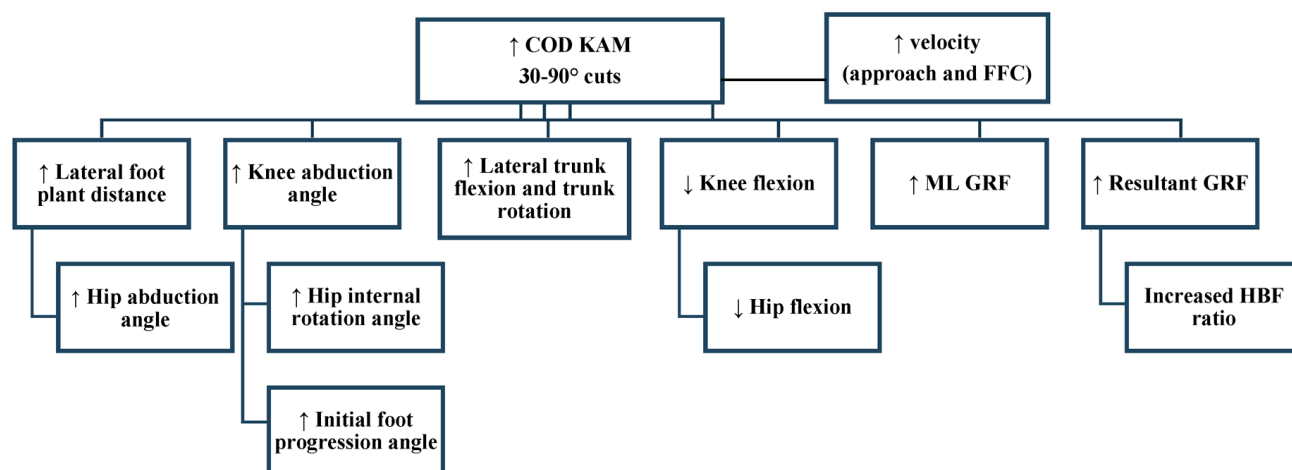 ↑ COD KAM
30-90° cuts
↑ velocity
(approach and FFC)
↑ Lateral foot
plant distance
↑ Knee abduction
angle
↑ Lateral trunk
flexion and trunk
rotation
↓ Knee flexion
↑ ML GRF
↑ Resultant GRF
↑ Hip abduction
angle
↑ Hip internal
rotation angle
↓ Hip flexion
Increased HBF
ratio
↑ Initial foot
progression angle